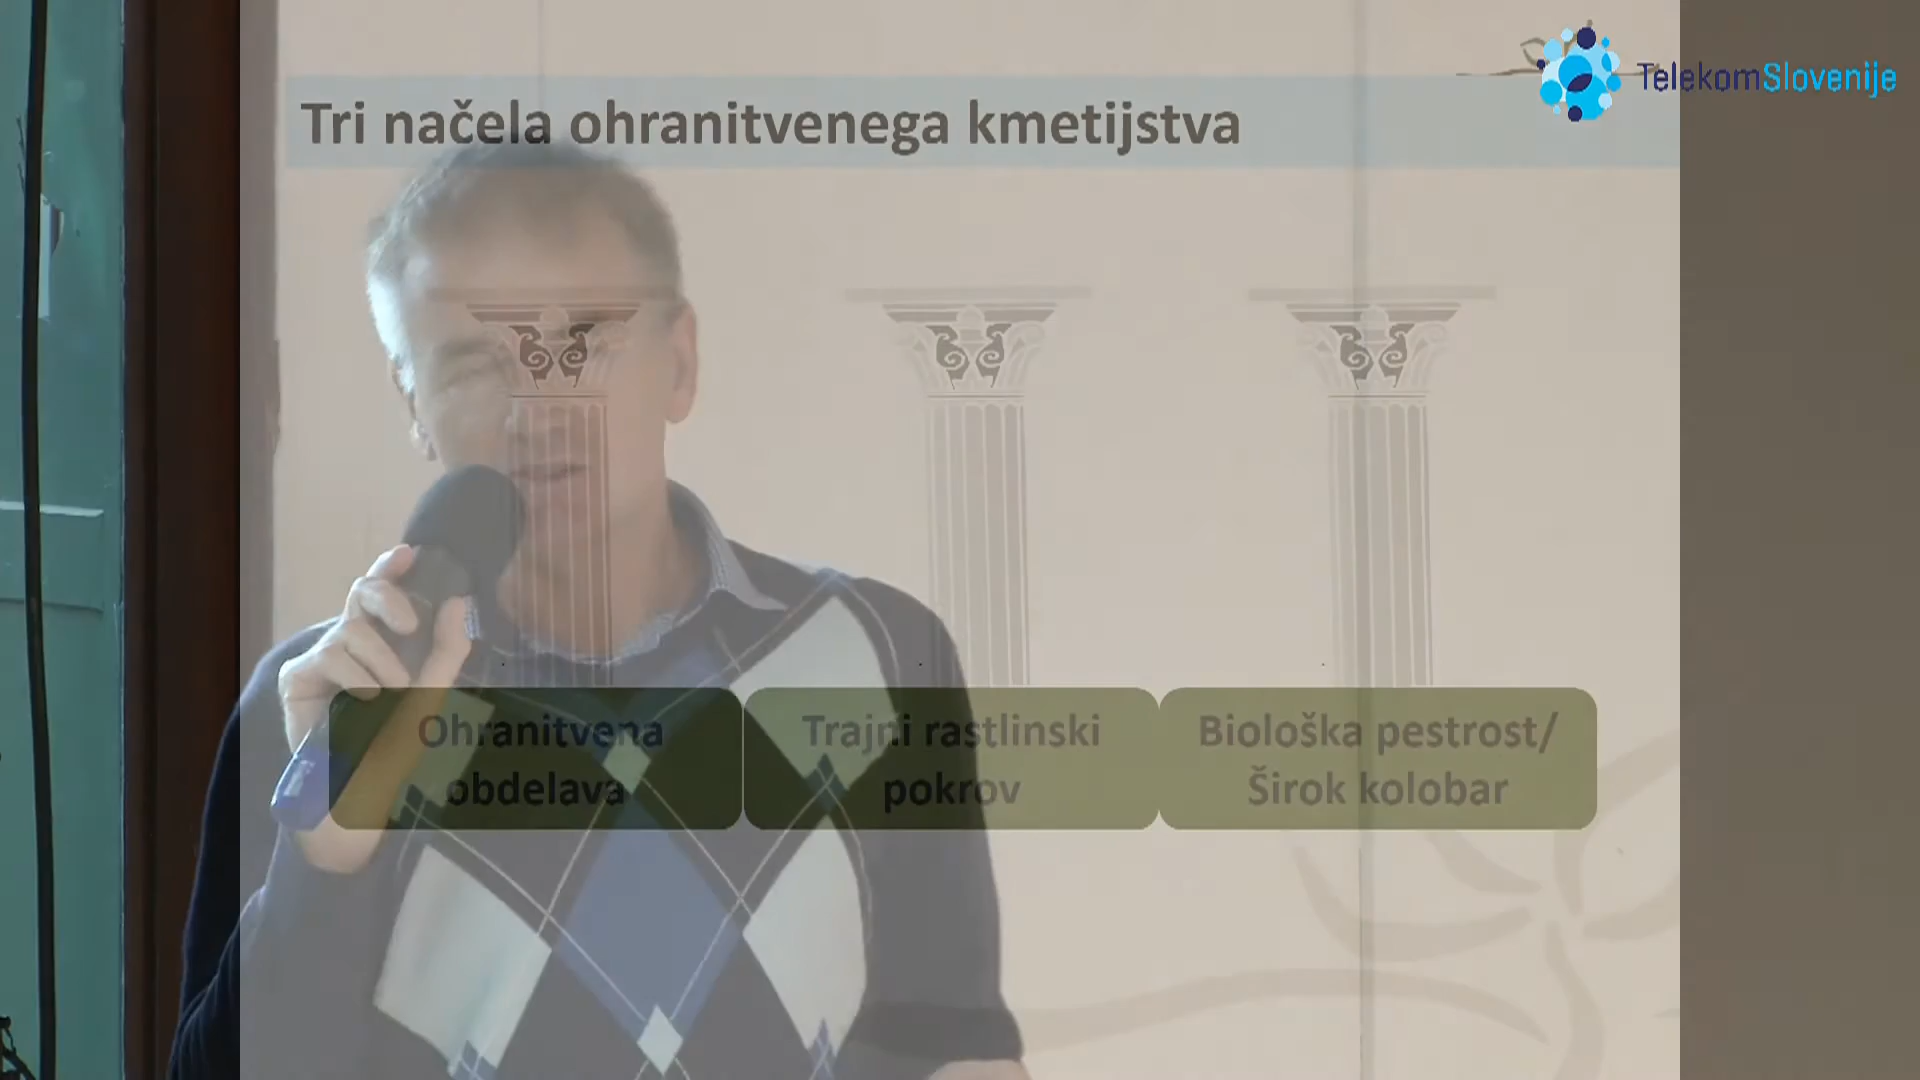 TelekomSlovenije
Tri načela ohranitvenega kmetijstva
Ohranitvena
obdelava
Trajni rastlinski
pokrov
Biološka pestrost/
Širok kolobar